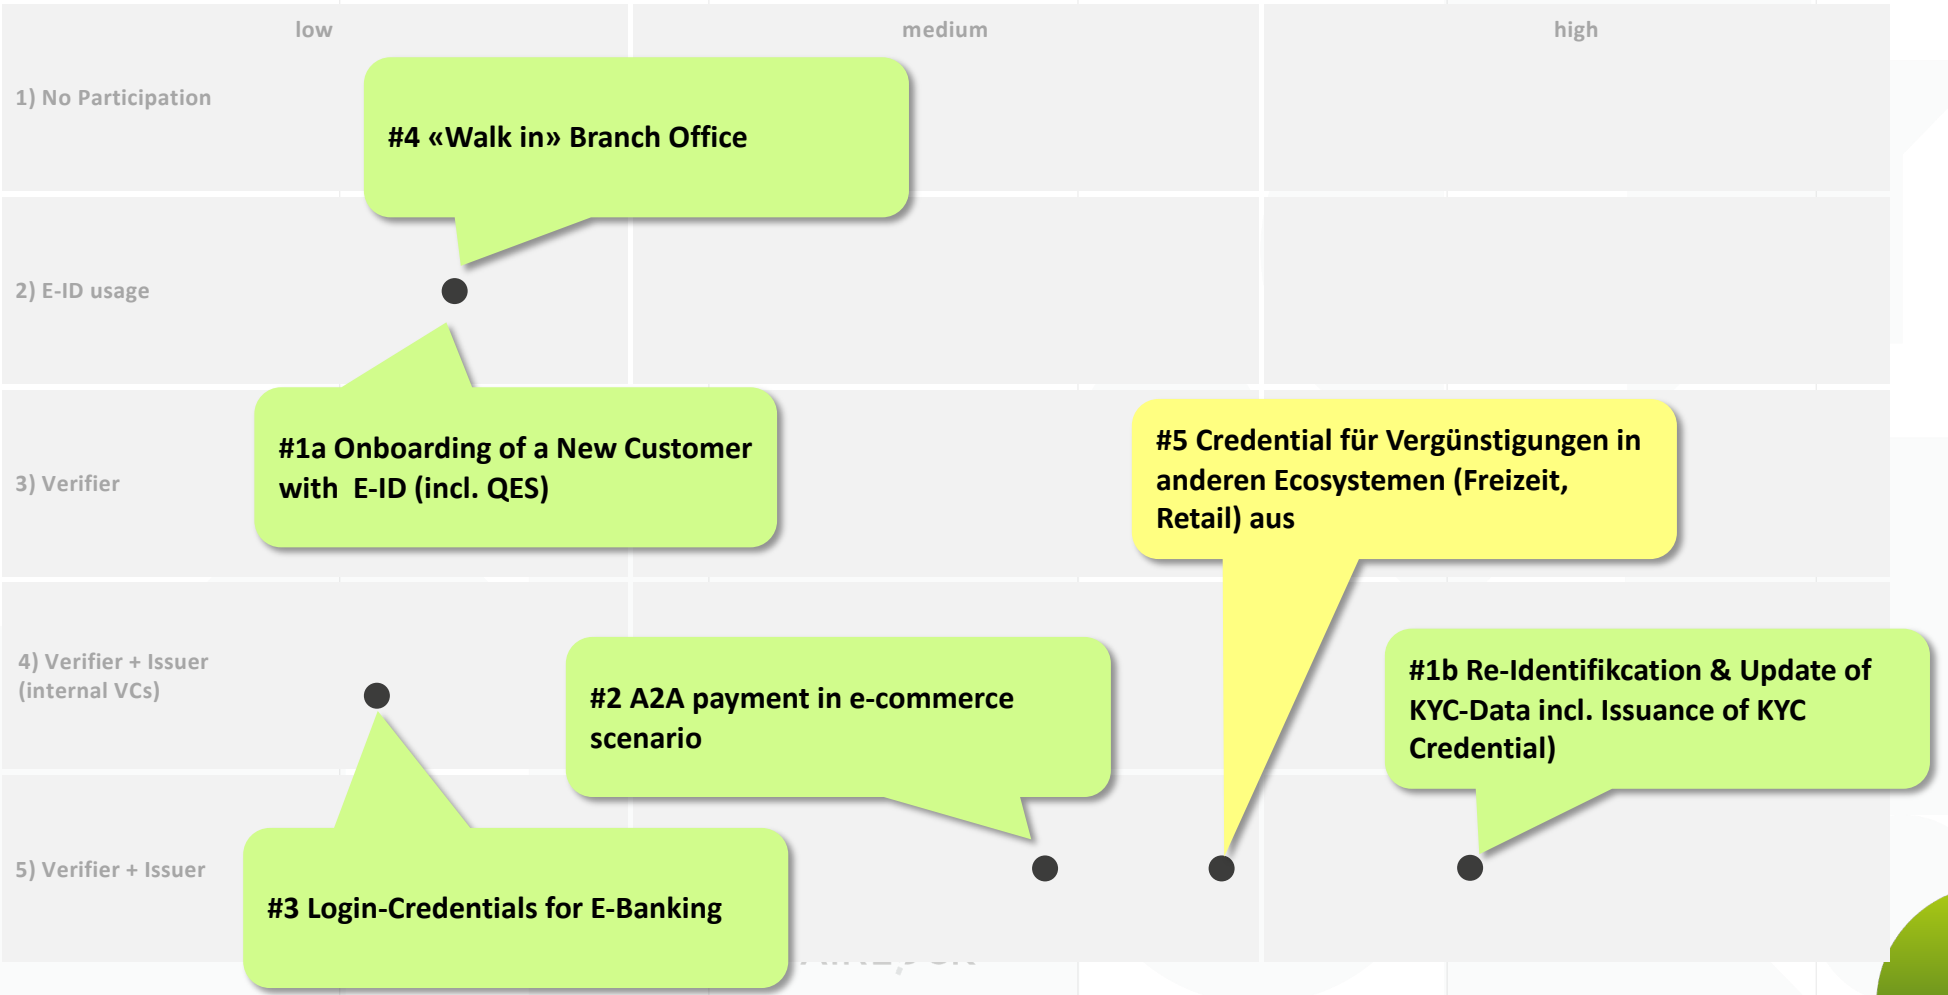 low
medium
high
1) No Participation
#4 «Walk in» Branch Office
2) E-ID usage
#1a Onboarding of a New Customer
with E-ID (incl. QES)
3) Verifier
#5 Credential für Vergünstigungen in
anderen Ecosystemen (Freizeit,
Retail) aus
4) Verifier + Issuer
(internal VCs)
#2 A2A payment in e-commerce
scenario
#1b Re-Identifikcation & Update of
KYC-Data incl. Issuance of KYC
Credential)
5) Verifier + Issuer
#3 Login-Credentials for E-Banking